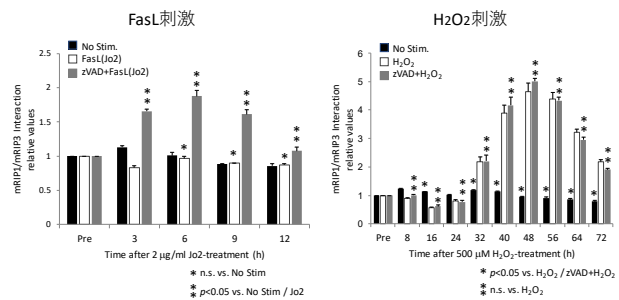 FasL刺激
H₂O₂刺激
No Stim.
FasL(Jo2)
zVAD+FasL(Jo2)
mRIP1/mRIP3 Interaction
relative values
2.5
2
1.5
1
0.5
0
* *
* *
* *
* *
*
*
*
Pre
3
6
9
12
Time after 2 µg/ml Jo2-treatment (h)
* n.s. vs. No Stim
* * p<0.05 vs. No Stim / Jo2
No Stim.
H₂O₂
zVAD+H₂O₂
mRIP1/mRIP3 Interaction
relative values
6
5
4
3
2
1
0
* * * * * * * * *
* *
* *
* *
* *
* *
* *
* *
* *
* *
Pre
8
16
24
32
40
48
56
64
72
Time after 500 µM H₂O₂-treatment (h)
* p<0.05 vs. H₂O₂ / zVAD+H₂O₂
* * n.s. vs. H₂O₂